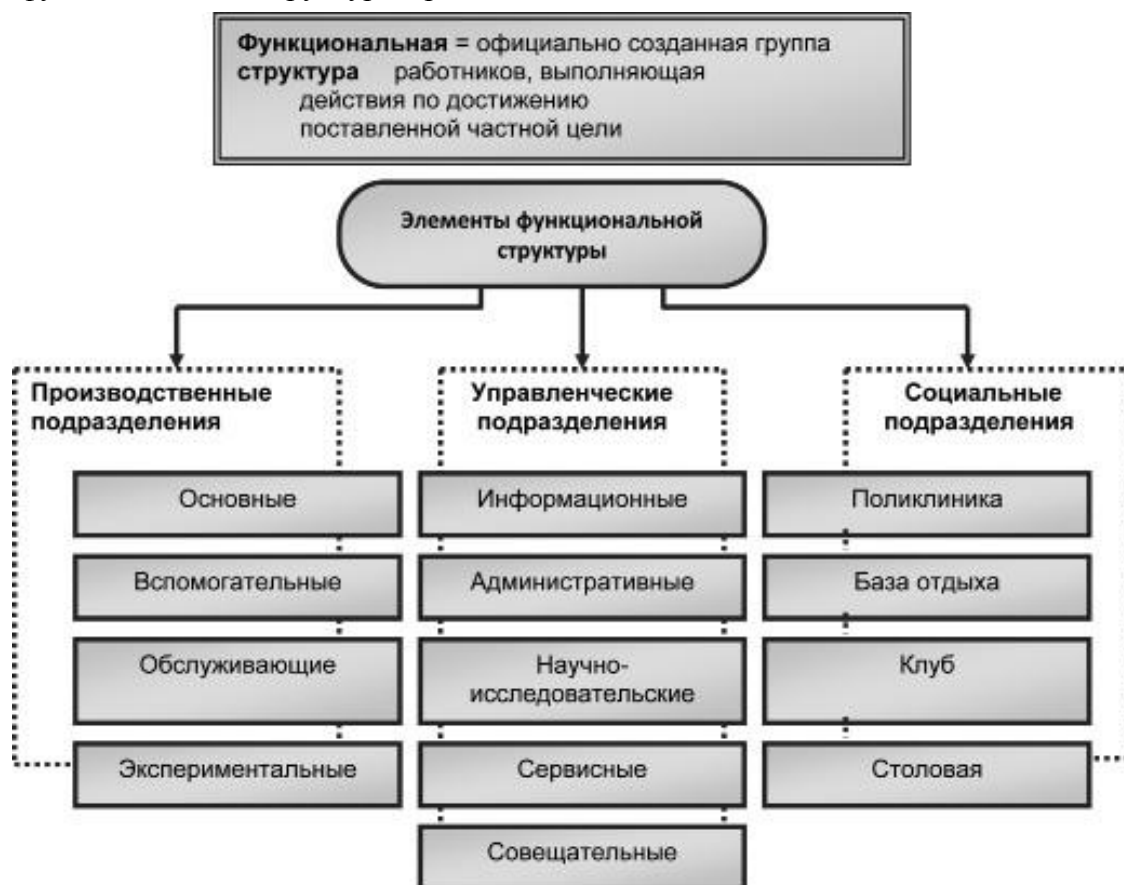 Функциональная = официально созданная группа
структура работников, выполняющая
действия по достижению
поставленной частной цели
Элементы функциональной
структуры
Производственные
подразделения
Основные
Вспомогательные
Обслуживающие
Экспериментальные
Управленческие
подразделения
Информационные
Административные
Научно-
исследовательские
Сервисные
Совещательные
Социальные
подразделения
Поликлиника
База отдыха
Клуб
Столовая